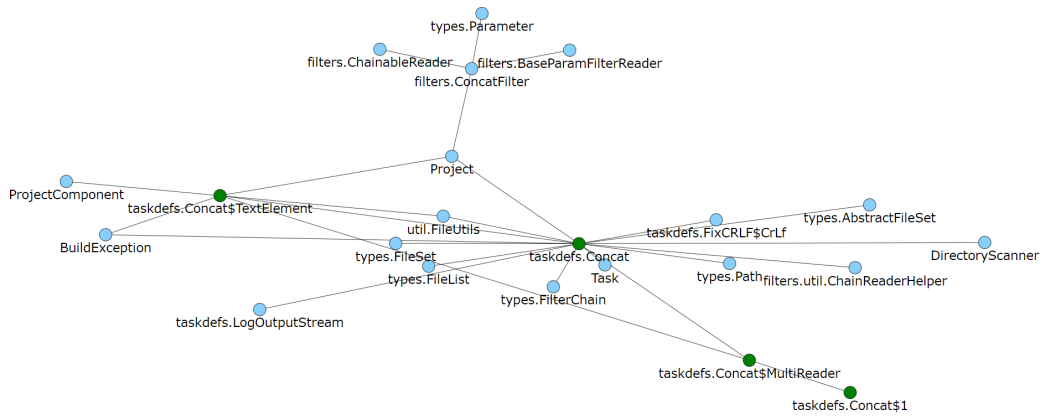 types.Parameter
filters.ChainableReader
filters.BaseParamFilterReader
filters.ConcatFilter
Project
ProjectComponent
taskdefs.Concat$TextElement
types.AbstractFileSet
util.FileUtils
taskdefs.FixCRLF$CrLf
BuildException
types.FileSet
taskdefs.Concat
DirectoryScanner
types.FileList
Task
types.Path
filters.util.ChainReaderHelper
types.FilterChain
taskdefs.LogOutputStream
taskdefs.Concat$MultiReader
taskdefs.Concat$1